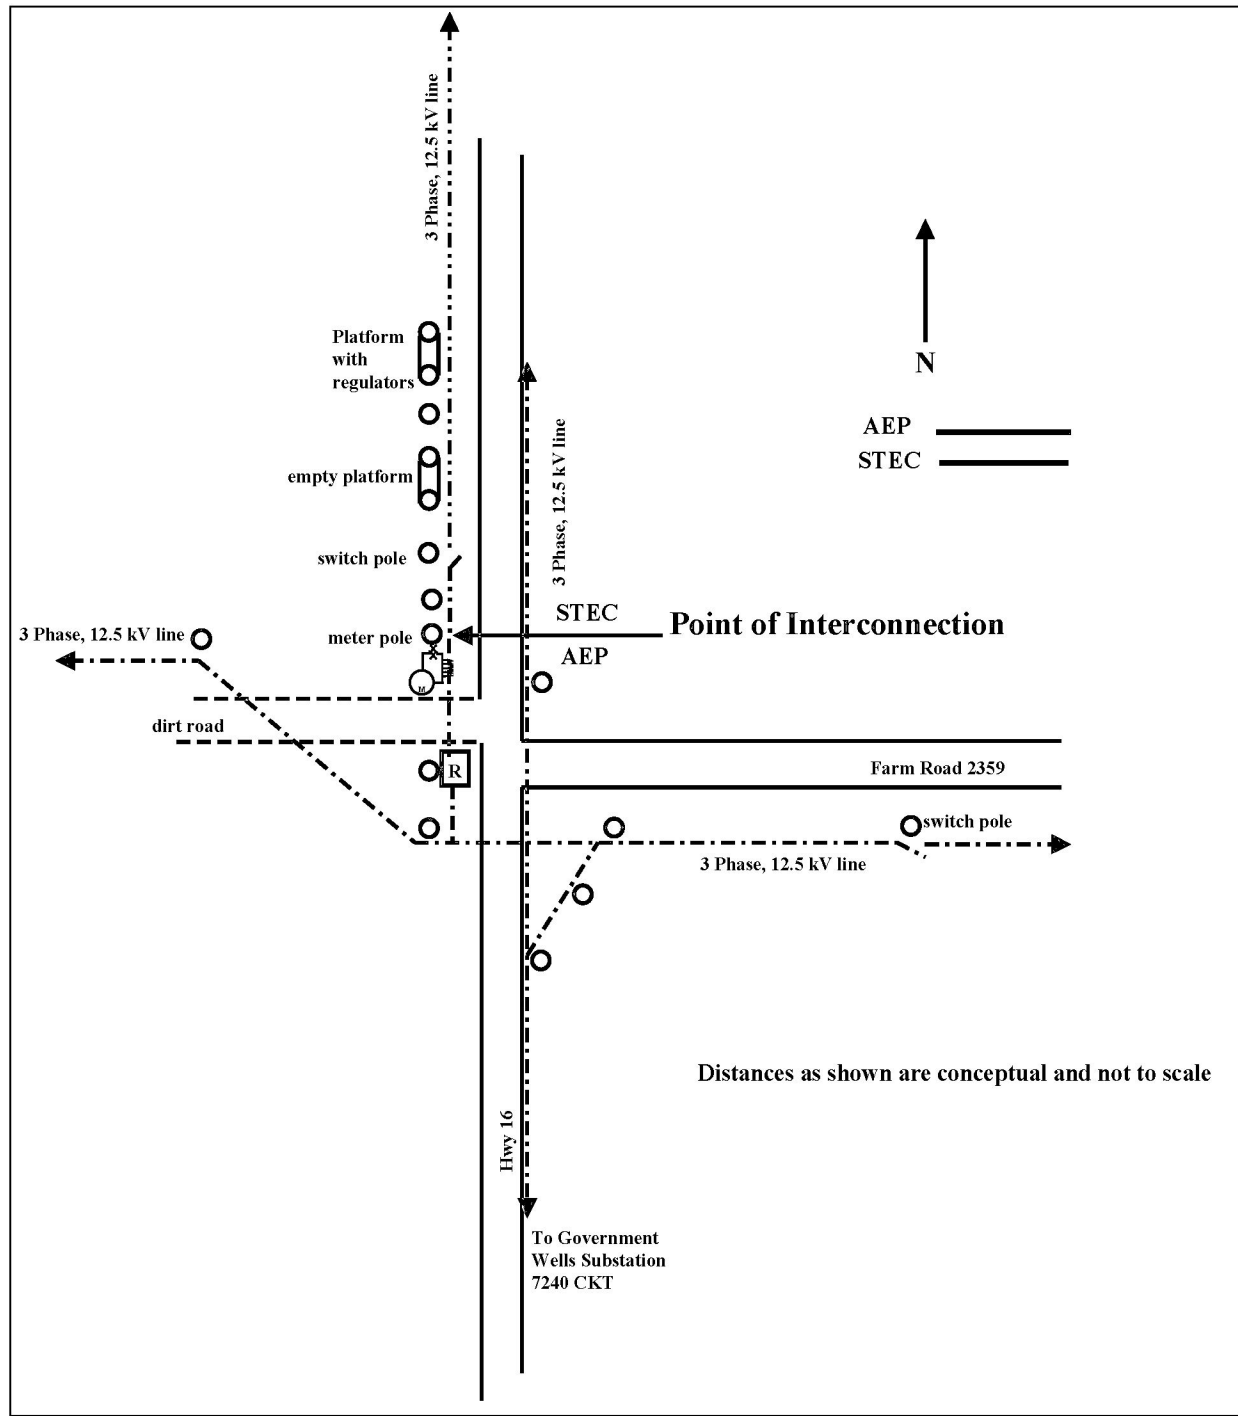 3 Phase, 12.5 kV line
Platform
with
regulators
N
AEP
STEC
empty platform
3 Phase, 12.5 kV line
switch pole
STEC
Point of Interconnection
3 Phase, 12.5 kV line
meter pole
AEP
M
dirt road
R
Farm Road 2359
switch pole
3 Phase, 12.5 kV line
Distances as shown are conceptual and not to scale
Hwy 16
To Government
Wells Substation
7240 CKT